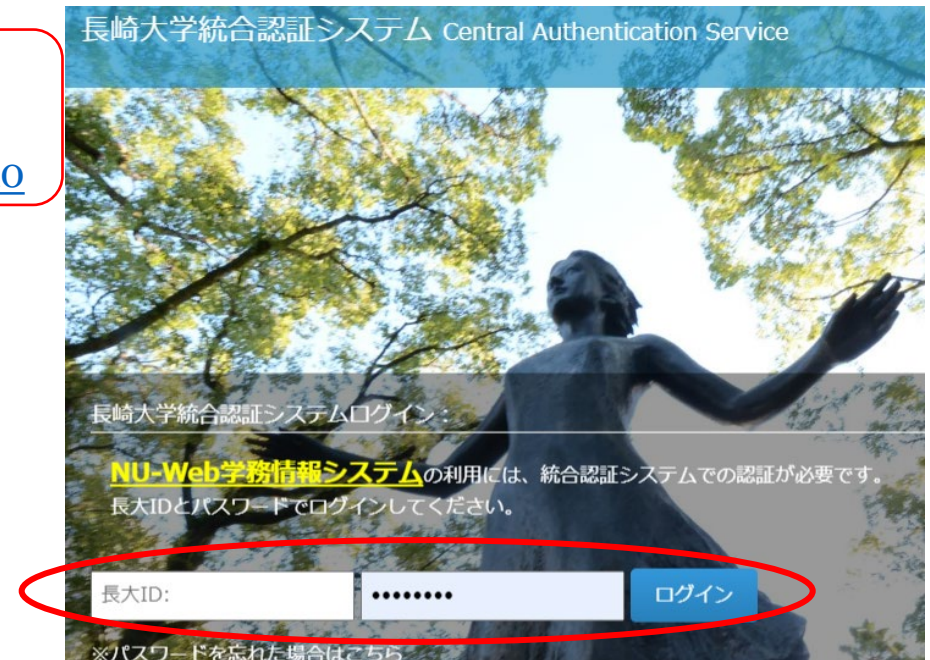 長崎大学統合認証システム Central Authentication Service
o
長崎大学統合認証システムログイン：
NU-Web学務情報システムの利用には、統合認証システムでの認証が必要です。
長大IDとパスワードでログインしてください。
長大ID: •••••••• ログイン
※パスワードを忘れた場合はこちら